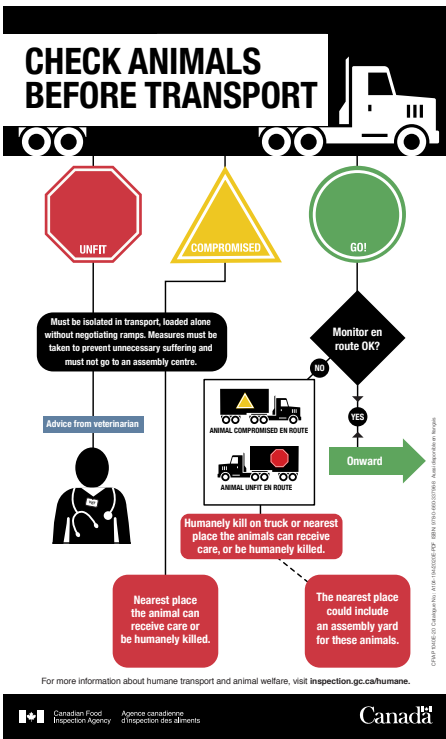 CHECK ANIMALS
BEFORE TRANSPORT
UNFIT
COMPROMISED
GO!
Must be isolated in transport, loaded alone
without negotiating ramps. Measures must be
taken to prevent unnecessary suffering and
must not go to an assembly centre.
Monitor en
route OK?
NO
YES
Onward
ANIMAL COMPROMISED EN ROUTE
ANIMAL UNFIT EN ROUTE
Advice from veterinarian
Humanely kill on truck or nearest
place the animals can receive
care, or be humanely killed.
Nearest place
the animal can
receive care or
be humanely killed.
The nearest place
could include
an assembly yard
for these animals.
For more information about humane transport and animal welfare, visit inspection.gc.ca/humane.
Canadian Food
Inspection Agency
Agence canadienne
d'inspection des aliments
Canada